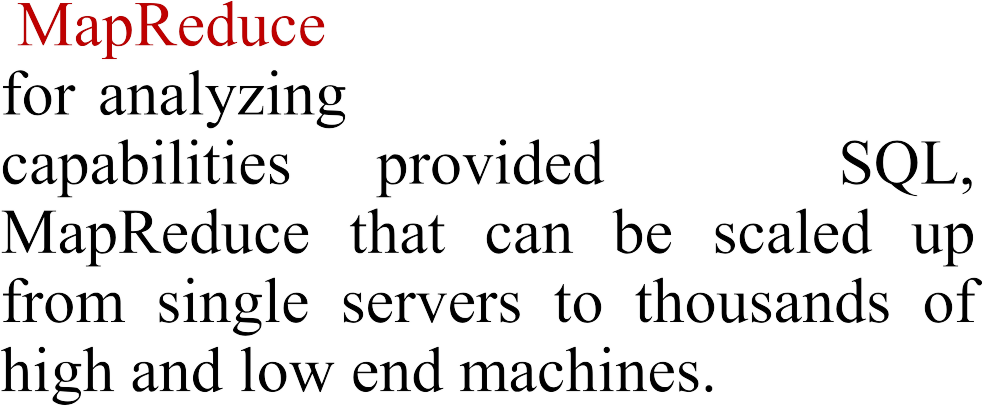 MapReduce
for analyzing
capabilities provided SQL,
MapReduce that can be scaled up
from single servers to thousands of
high and low end machines.